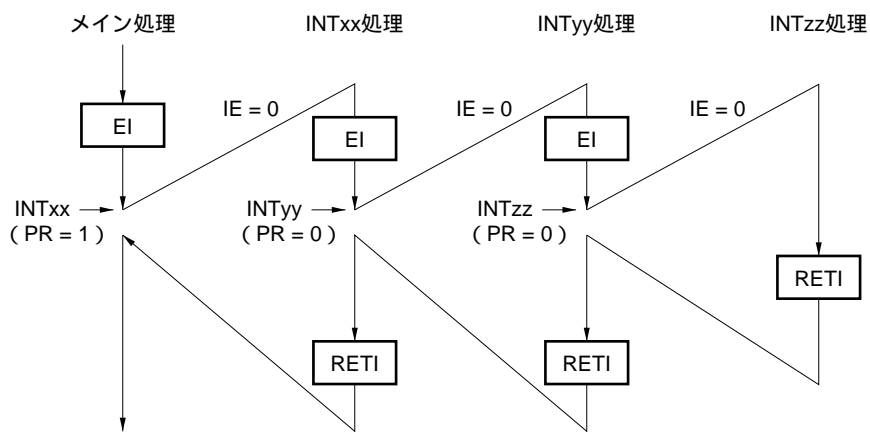 メイン処理
INTxx処理
INTyy処理
INTzz処理
IE = 0
IE = 0
IE = 0
EI
EI
EI
INTxx
(PR = 1)
INTyy
(PR = 0)
INTzz
(PR = 0)
RETI
RETI
RETI